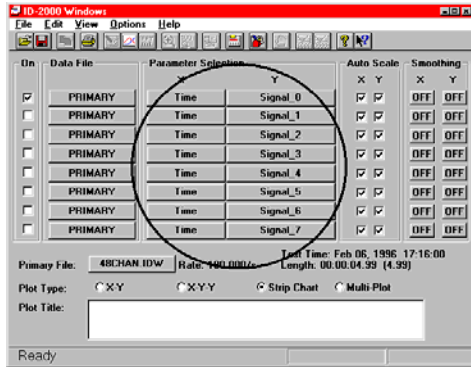 ID-2000 Windows
File Edit View Options Help
On Data File Parameter Selection Auto Scale Smoothing
X Y X Y X Y
PRIMARY Time Signal_0 OFF OFF
PRIMARY Time Signal_1 OFF OFF
PRIMARY Time Signal_2 OFF OFF
PRIMARY Time Signal_3 OFF OFF
PRIMARY Time Signal_4 OFF OFF
PRIMARY Time Signal_5 OFF OFF
PRIMARY Time Signal_6 OFF OFF
PRIMARY Time Signal_7 OFF OFF
Test Time: Feb 06, 1996 17:16:00
Primary File: 48CHAN.IDW Rate: 100.000/s Length: 00:00:04.99 (4.99)
Plot Type: X-Y X-Y-Y Strip Chart Multi-Plot
Plot Title:
Ready